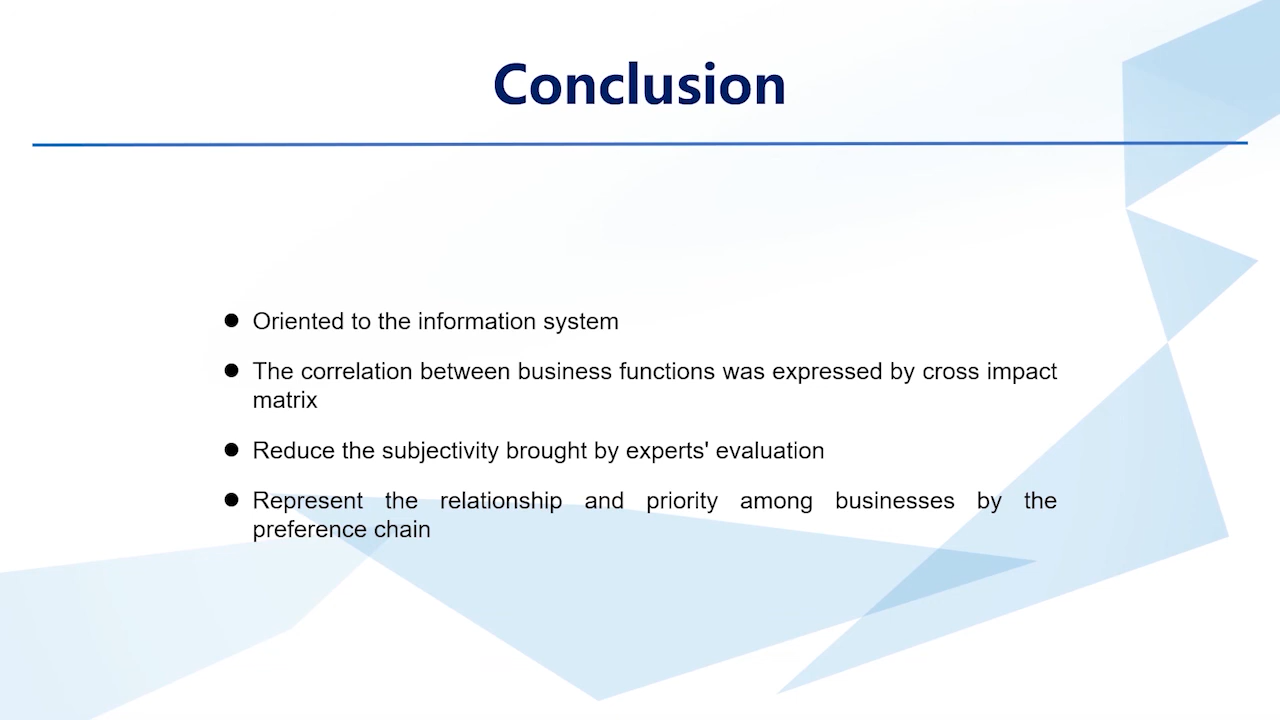 Conclusion
● Oriented to the information system
● The correlation between business functions was expressed by cross impact
matrix
● Reduce the subjectivity brought by experts' evaluation
● Represent the relationship and priority among businesses by the
preference chain